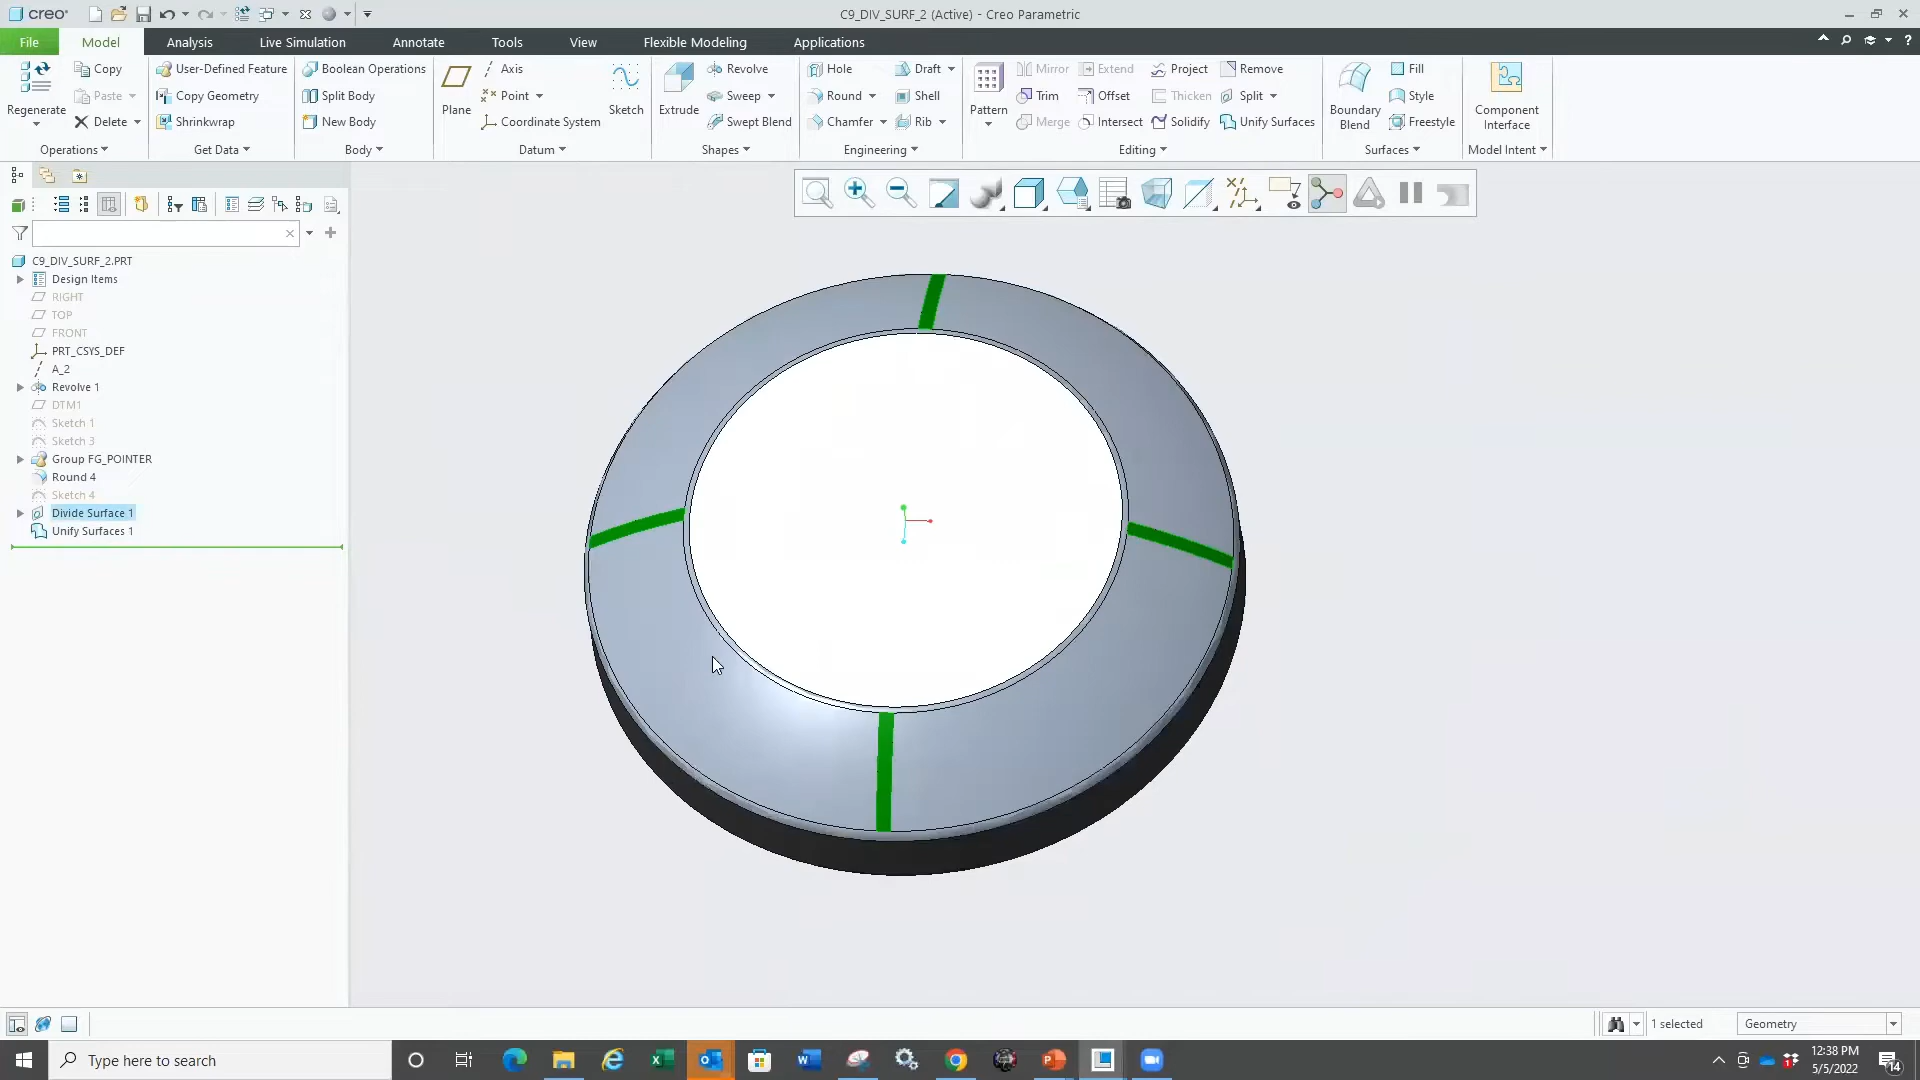 creo°
C9_DIV_SURF_2 (Active) - Creo Parametric
File Model Analysis Live Simulation Annotate Tools View Flexible Modeling Applications
Regenerate
Copy
Paste
Delete
Operations
User-Defined Feature
Copy Geometry
Shrinkwrap
Get Data
Boolean Operations
Split Body
New Body
Body
Plane
Axis
Point
Coordinate System
Sketch
Datum
Extrude
Revolve
Sweep
Swept Blend
Shapes
Hole
Round
Chamfer
Draft
Shell
Rib
Engineering
Pattern
Mirror
Trim
Merge
Extend
Offset
Intersect
Project
Thicken
Solidify
Remove
Split
Unify Surfaces
Editing
Boundary
Blend
Fill
Style
Freestyle
Surfaces
Component
Interface
Model Intent
C9_DIV_SURF_2.PRT
Design Items
RIGHT
TOP
FRONT
PRT_CSYS_DEF
A_2
Revolve 1
DTM1
Sketch 1
Sketch 3
Group FG_POINTER
Round 4
Sketch 4
Divide Surface 1
Unify Surfaces 1
1 selected
Geometry
Type here to search
12:38 PM
5/5/2022
14